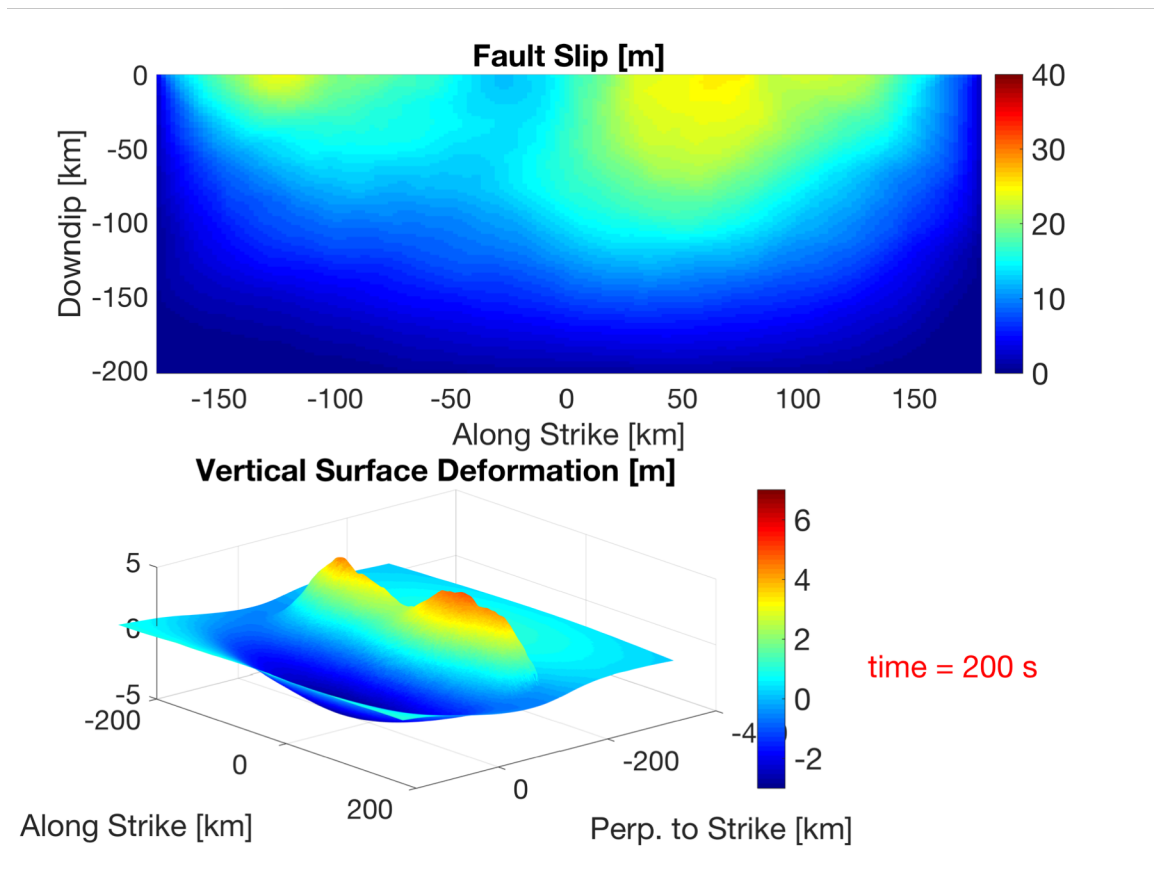 Fault Slip [m]
0
-50
-100
-150
-200
Downdip [km]
-150 -100 -50 0 50 100 150
Along Strike [km]
40
30
20
10
0
Vertical Surface Deformation [m]
5
0
-5
-200
0
200
Along Strike [km]
0
-200
Perp. to Strike [km]
6
4
2
0
-2
time = 200 s